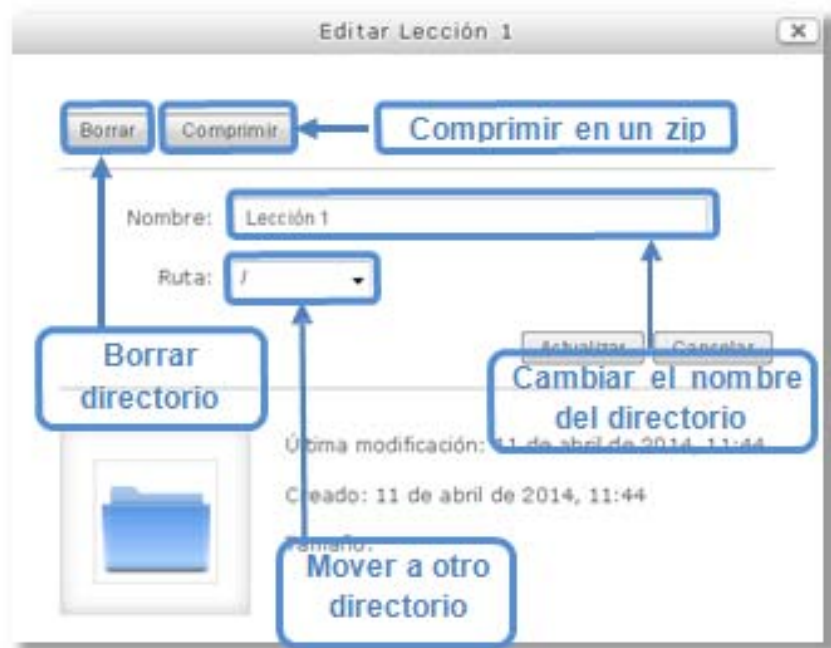 Editar Lección 1
Borrar Comprimir Comprimir en un zip
Nombre: Lección 1
Ruta: /
Borrar
directorio
Actualizar Cancelar
Cambiar el nombre
del directorio
Última modificación: 11 de abril de 2014, 11:44
Creado: 11 de abril de 2014, 11:44
Tamaño:
Mover a otro
directorio